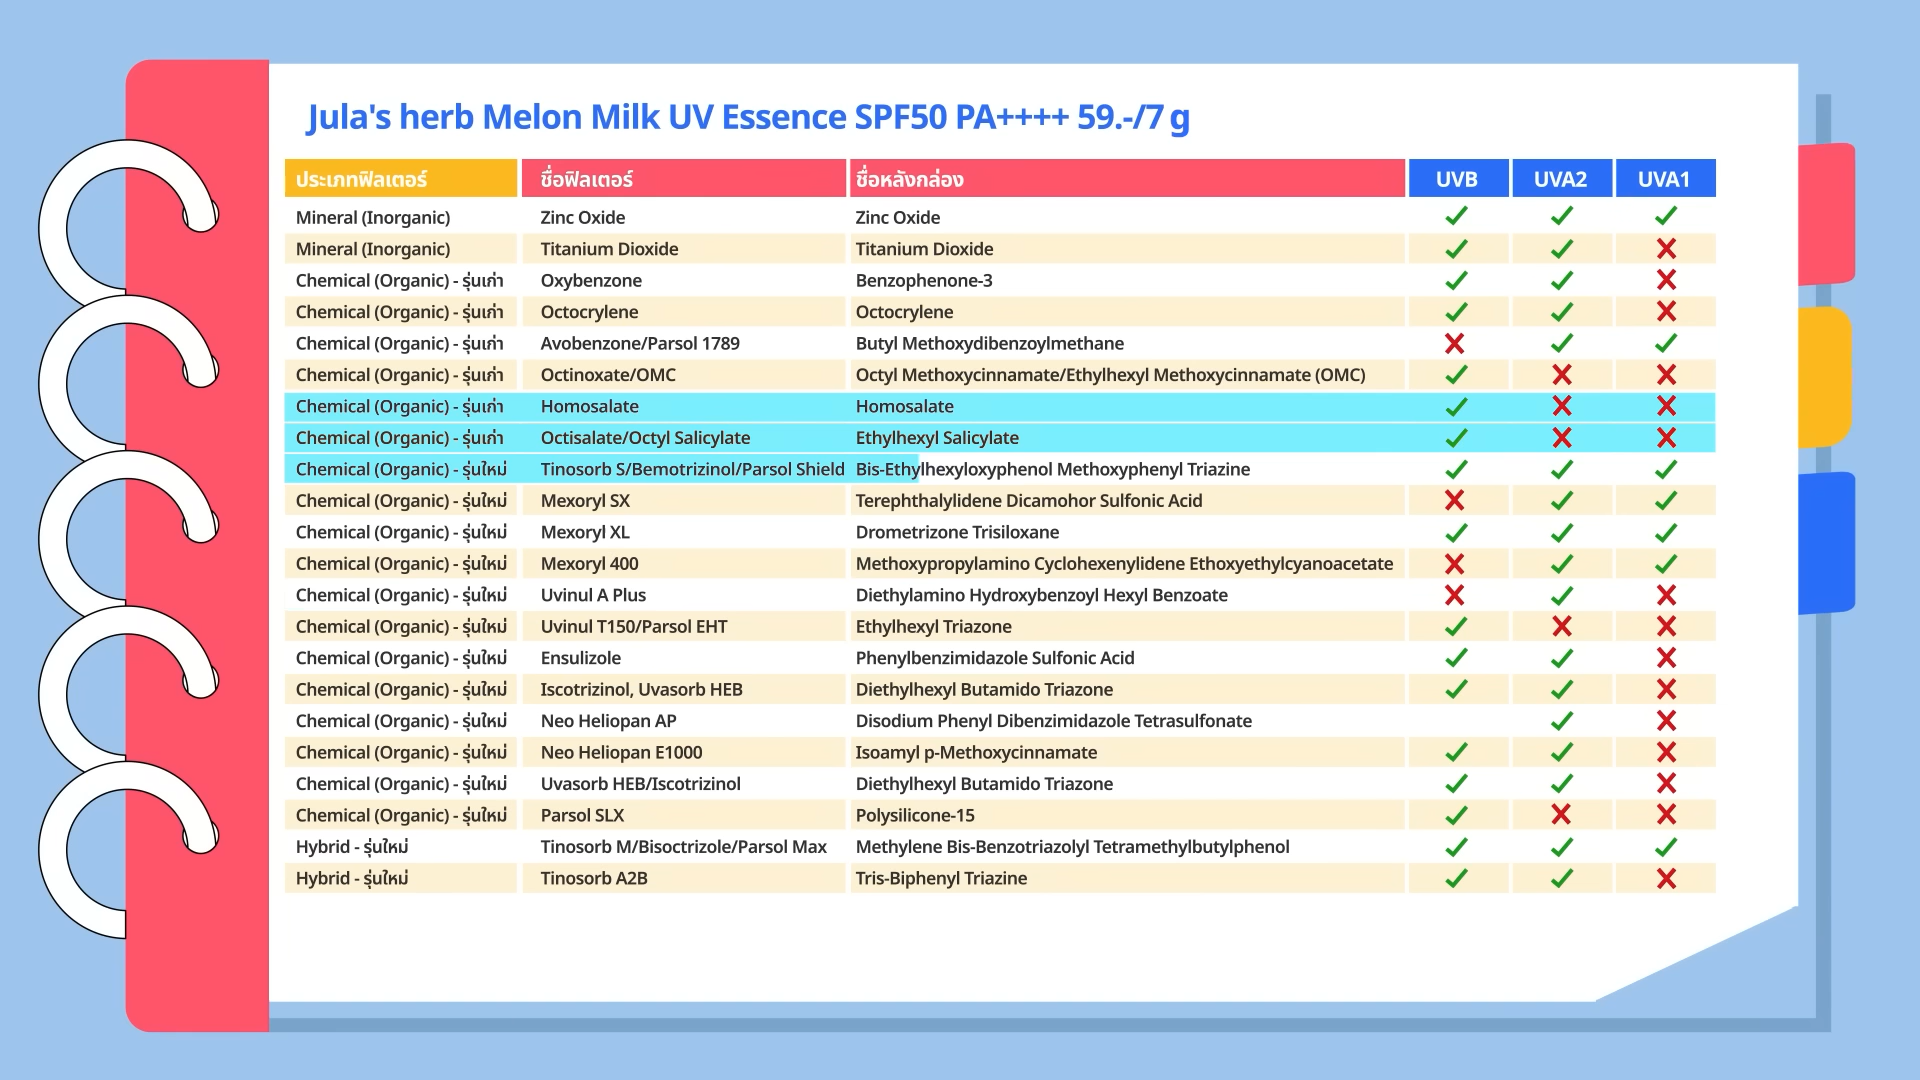 Jula's herb Melon Milk UV Essence SPF50 PA++++ 59.-/7 g
ประเภทฟิลเตอร์ ชื่อฟิลเตอร์ ชื่อหลังกล่อง UVB UVA2 UVA1
Mineral (Inorganic) Zinc Oxide Zinc Oxide
Mineral (Inorganic) Titanium Dioxide Titanium Dioxide
Chemical (Organic) - รุ่นเก่า Oxybenzone Benzophenone-3
Chemical (Organic) - รุ่นเก่า Octocrylene Octocrylene
Chemical (Organic) - รุ่นเก่า Avobenzone/Parsol 1789 Butyl Methoxydibenzoylmethane
Chemical (Organic) - รุ่นเก่า Octinoxate/OMC Octyl Methoxycinnamate/Ethylhexyl Methoxycinnamate (OMC)
Chemical (Organic) - รุ่นเก่า Homosalate Homosalate
Chemical (Organic) - รุ่นเก่า Octisalate/Octyl Salicylate Ethylhexyl Salicylate
Chemical (Organic) - รุ่นใหม่ Tinosorb S/Bemotrizinol/Parsol Shield Bis-Ethylhexyloxyphenol Methoxyphenyl Triazine
Chemical (Organic) - รุ่นใหม่ Mexoryl SX Terephthalylidene Dicamohor Sulfonic Acid
Chemical (Organic) - รุ่นใหม่ Mexoryl XL Drometrizone Trisiloxane
Chemical (Organic) - รุ่นใหม่ Mexoryl 400 Methoxypropylamino Cyclohexenylidene Ethoxyethylcyanoacetate
Chemical (Organic) - รุ่นใหม่ Uvinul A Plus Diethylamino Hydroxybenzoyl Hexyl Benzoate
Chemical (Organic) - รุ่นใหม่ Uvinul T150/Parsol EHT Ethylhexyl Triazone
Chemical (Organic) - รุ่นใหม่ Ensulizole Phenylbenzimidazole Sulfonic Acid
Chemical (Organic) - รุ่นใหม่ Iscotrizinol, Uvasorb HEB Diethylhexyl Butamido Triazone
Chemical (Organic) - รุ่นใหม่ Neo Heliopan AP Disodium Phenyl Dibenzimidazole Tetrasulfonate
Chemical (Organic) - รุ่นใหม่ Neo Heliopan E1000 Isoamyl p-Methoxycinnamate
Chemical (Organic) - รุ่นใหม่ Uvasorb HEB/Iscotrizinol Diethylhexyl Butamido Triazone
Chemical (Organic) - รุ่นใหม่ Parsol SLX Polysilicone-15
Hybrid - รุ่นใหม่ Tinosorb M/Bisoctrizole/Parsol Max Methylene Bis-Benzotriazolyl Tetramethylbutylphenol
Hybrid - รุ่นใหม่ Tinosorb A2B Tris-Biphenyl Triazine